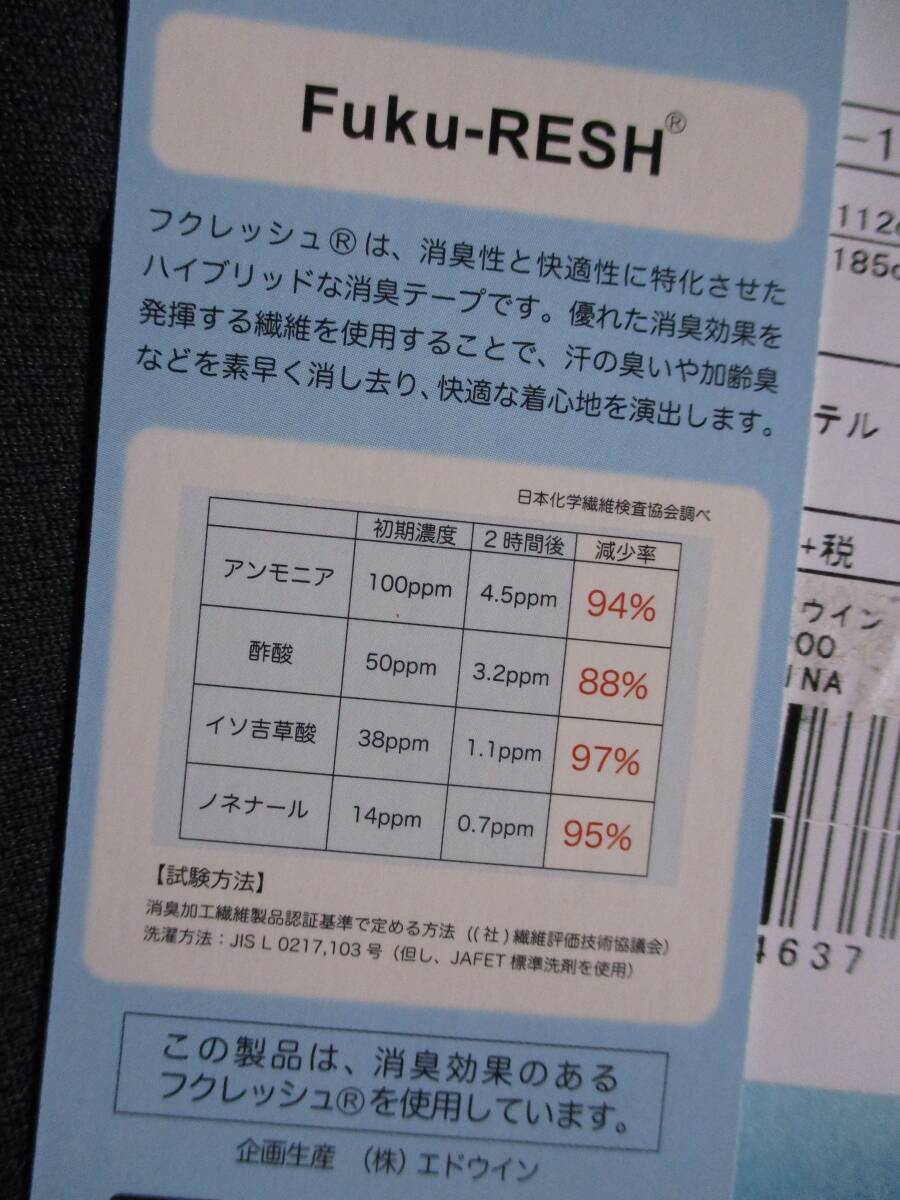 Fuku-RESH®
フクレッシュ®は、消臭性と快適性に特化させた
ハイブリッドな消臭テープです。優れた消臭効果を
発揮する繊維を使用することで、汗の臭いや加齢臭
などを素早く消し去り、快適な着心地を演出します。
日本化学繊維検査協会調べ
初期濃度 2時間後 減少率
アンモニア 100ppm 4.5ppm 94%
酢酸 50ppm 3.2ppm 88%
イソ吉草酸 38ppm 1.1ppm 97%
ノネナール 14ppm 0.7ppm 95%
【試験方法】
消臭加工繊維製品認証基準で定める方法 ((社)繊維評価技術協議会)
洗濯方法:JIS L 0217,103号(但し、JAFET標準洗剤を使用)
この製品は、消臭効果のある
フクレッシュ®を使用しています。
企画生産 (株)エドウイン
-1
112
185
テル
+税
ウイン
00
NA
4637